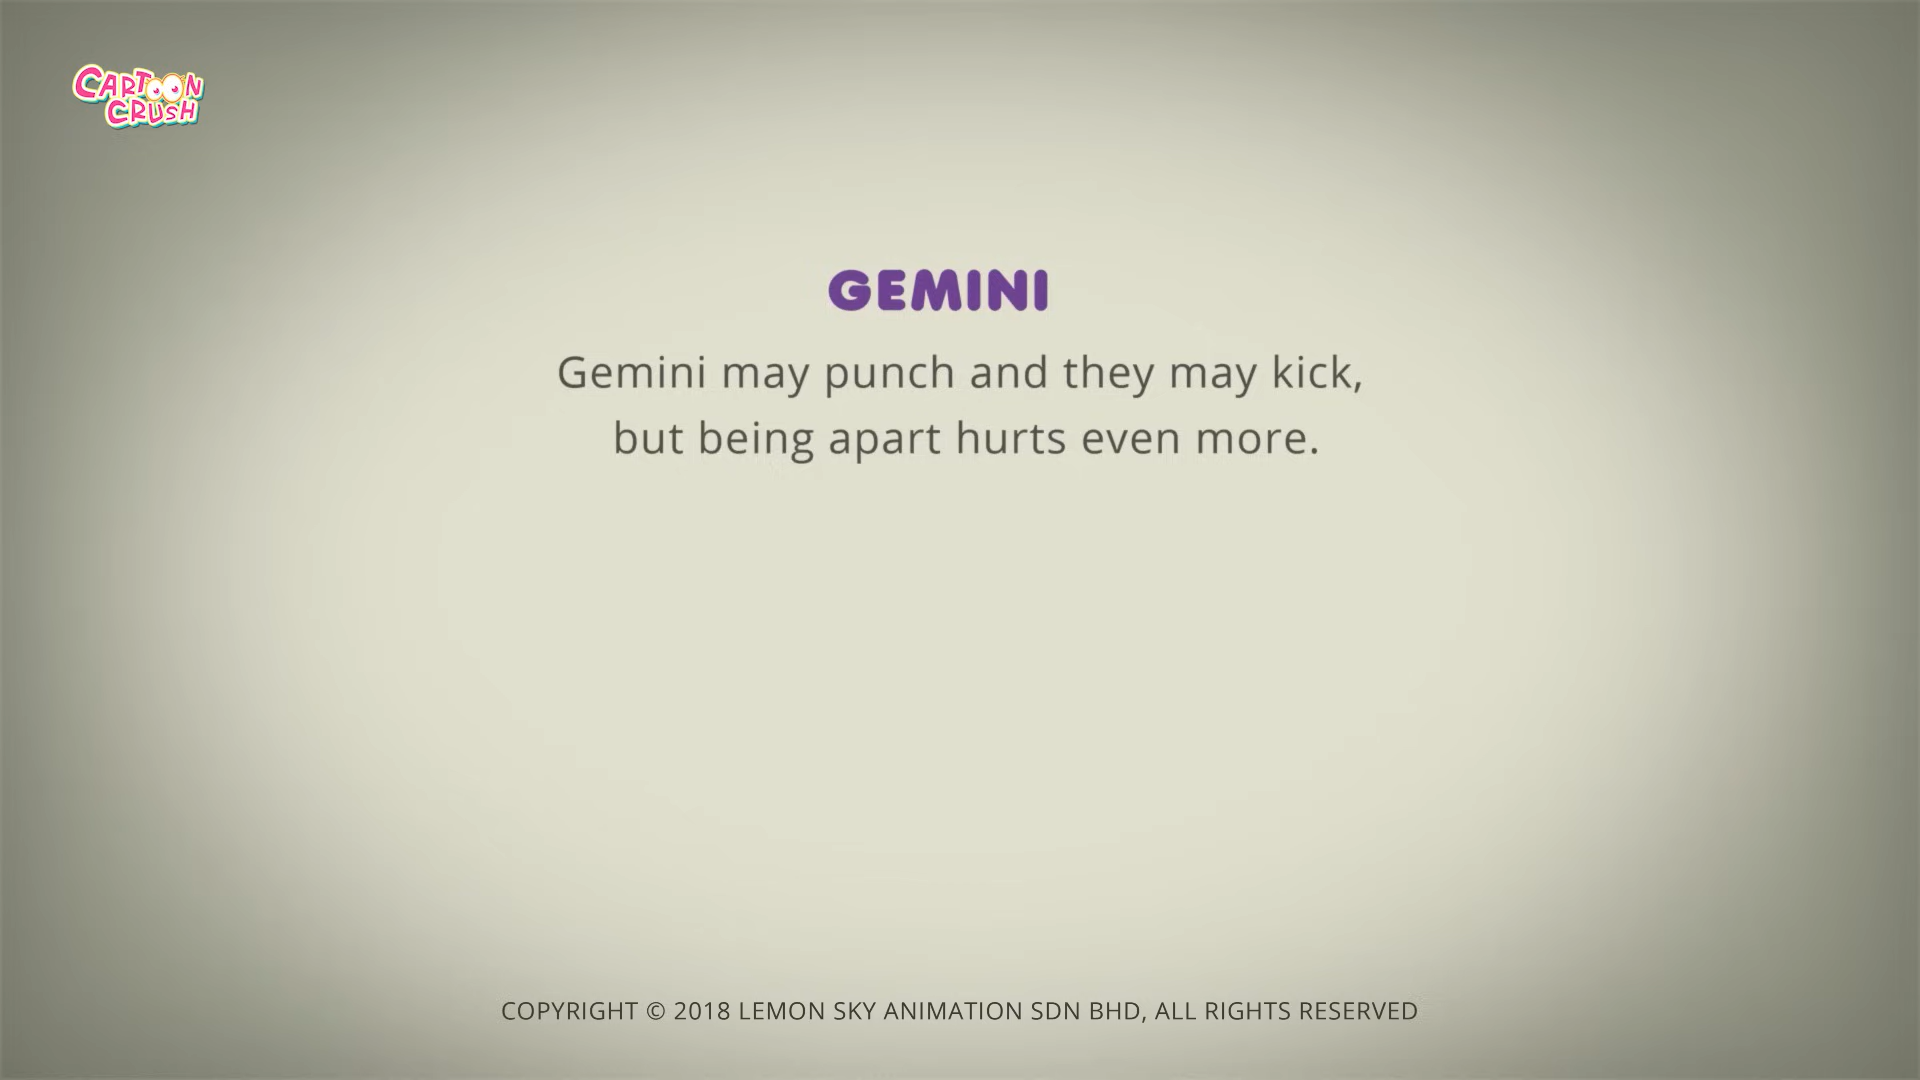 CARTOON
CRUSH
GEMINI
Gemini may punch and they may kick,
but being apart hurts even more.
COPYRIGHT © 2018 LEMON SKY ANIMATION SDN BHD, ALL RIGHTS RESERVED